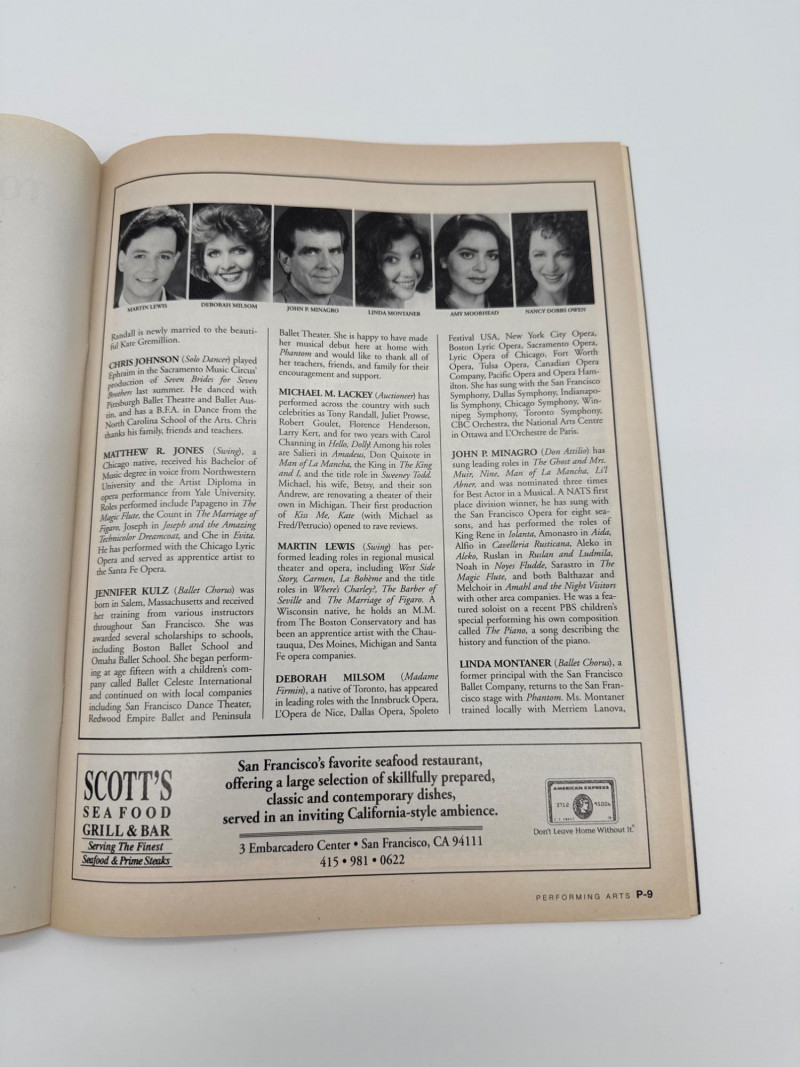 MARTIN LEWIS
DEBORAH MILSOM
JOHN P. MINAGRO
LINDA MONTANER
AMY MOORHEAD
NANCY DOBBS OWEN
Randall is newly married to the beauti-
ful Kate Gremillion.
CHRIS JOHNSON (Solo Dancer) played
Ephraim in the Sacramento Music Circus'
production of Seven Brides for Seven
Brothers last summer. He danced with
Pittsburgh Ballet Theatre and Ballet Aus-
tin, and has a B.F.A. in Dance from the
North Carolina School of the Arts. Chris
thanks his family, friends and teachers.
MATTHEW R. JONES (Swing), a
Chicago native, received his Bachelor of
Music degree in voice from Northwestern
University and the Artist Diploma in
opera performance from Yale University.
Roles performed include Papageno in The
Magic Flute, the Count in The Marriage of
Figaro, Joseph in Joseph and the Amazing
Technicolor Dreamcoat, and Che in Evita.
He has performed with the Chicago Lyric
Opera and served as apprentice artist to
the Santa Fe Opera.
JENNIFER KULZ (Ballet Chorus) was
born in Salem, Massachusetts and received
her training from various instructors
throughout San Francisco. She was
awarded several scholarships to schools,
including Boston Ballet School and
Omaha Ballet School. She began perform-
ing at age fifteen with a children's com-
pany called Ballet Celeste International
and continued on with local companies
including San Francisco Dance Theater,
Redwood Empire Ballet and Peninsula
Ballet Theater. She is happy to have made
her musical debut here at home with
Phantom and would like to thank all of
her teachers, friends, and family for their
encouragement and support.
MICHAEL M. LACKEY (Auctioneer) has
performed across the country with such
celebrities as Tony Randall, Juliet Prowse,
Robert Goulet, Florence Henderson,
Larry Kert, and for two years with Carol
Channing in Hello, Dolly! Among his roles
are Salieri in Amadeus, Don Quixote in
Man of La Mancha, the King in The King
and I, and the title role in Sweeney Todd.
Michael, his wife, Betsy, and their son
Andrew, are renovating a theater of their
own in Michigan. Their first production
of Kiss Me, Kate (with Michael as
Fred/Petrucio) opened to rave reviews.
MARTIN LEWIS (Swing) has per-
formed leading roles in regional musical
theater and opera, including West Side
Story, Carmen, La Bohème and the title
roles in Where's Charley?, The Barber of
Seville and The Marriage of Figaro. A
Wisconsin native, he holds an M.M.
from The Boston Conservatory and has
been an apprentice artist with the Chau-
tauqua, Des Moines, Michigan and Santa
Fe opera companies.
DEBORAH MILSOM (Madame
Firmin), a native of Toronto, has appeared
in leading roles with the Innsbruck Opera,
L'Opera de Nice, Dallas Opera, Spoleto
Festival USA, New York City Opera,
Boston Lyric Opera, Sacramento Opera,
Lyric Opera of Chicago, Fort Worth
Opera, Tulsa Opera, Canadian Opera
Company, Pacific Opera and Opera Ham-
ilton. She has sung with the San Francisco
Symphony, Dallas Symphony, Indianapo-
lis Symphony, Chicago Symphony, Win-
nipeg Symphony, Toronto Symphony,
CBC Orchestra, the National Arts Centre
in Ottawa and L'Orchestre de Paris.
JOHN P. MINAGRO (Don Attilio) has
sung leading roles in The Ghost and Mrs.
Muir, Nine, Man of La Mancha, Li'l
Abner, and was nominated three times
for Best Actor in a Musical. A NATS first
place division winner, he has sung with
the San Francisco Opera for eight sea-
sons, and has performed the roles of
King Rene in Iolanta, Amonasro in Aida,
Alfio in Cavelleria Rusticana, Aleko in
Aleko, Ruslan in Ruslan and Ludmila,
Noah in Noyes Fludde, Sarastro in The
Magic Flute, and both Balthazar and
Melchoir in Amahl and the Night Visitors
with other area companies. He was a fea-
tured soloist on a recent PBS children's
special performing his own composition
called The Piano, a song describing the
history and function of the piano.
LINDA MONTANER (Ballet Chorus), a
former principal with the San Francisco
Ballet Company, returns to the San Fran-
cisco stage with Phantom. Ms. Montaner
trained locally with Merriem Lanova,
SCOTT'S
SEAFOOD
GRILL & BAR
Serving The Finest
Seafood & Prime Steaks
San Francisco's favorite seafood restaurant,
offering a large selection of skillfully prepared,
classic and contemporary dishes,
served in an inviting California-style ambience.
3 Embarcadero Center • San Francisco, CA 94111
415 • 981 • 0622
AMERICAN EXPRESS
3712 95006
Don't Leave Home Without It.®
PERFORMING ARTS P-9